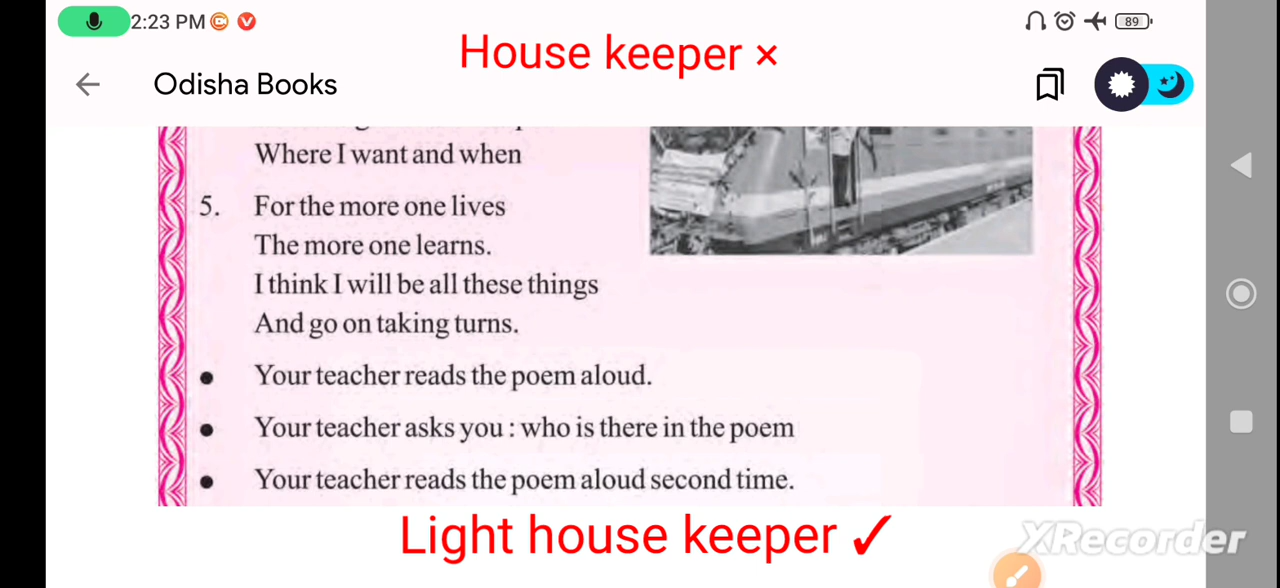 2:23 PM
89
House keeper ×
Odisha Books
Where I want and when
5. For the more one lives
The more one learns.
I think I will be all these things
And go on taking turns.
• Your teacher reads the poem aloud.
• Your teacher asks you : who is there in the poem
• Your teacher reads the poem aloud second time.
Light house keeper ✓
XRecorder